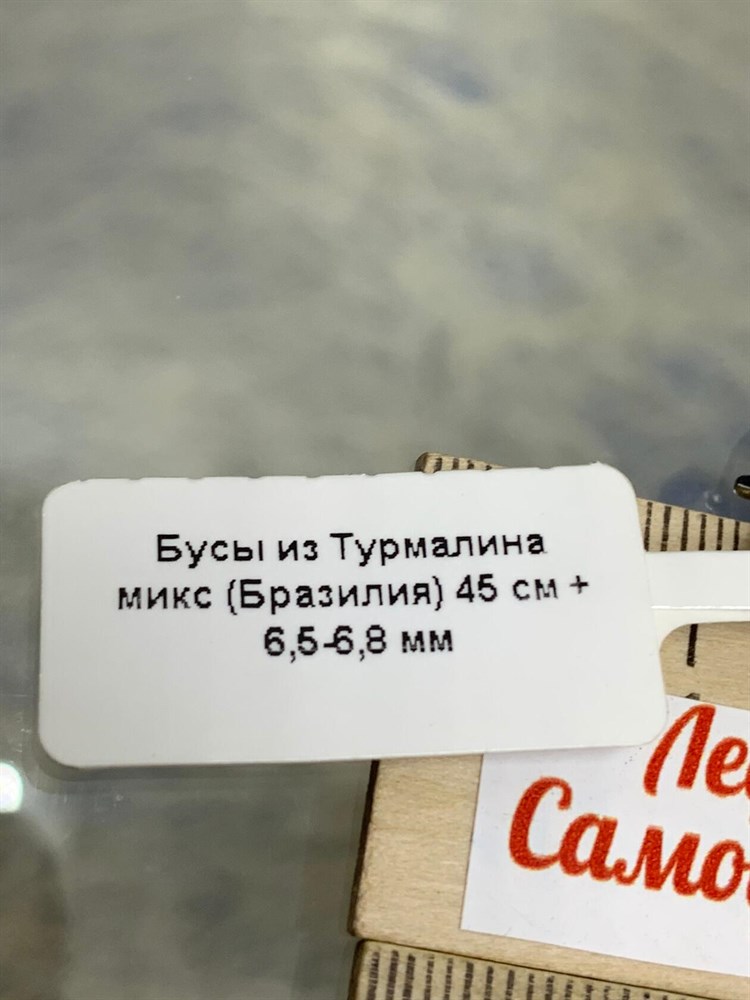 Бусы из Турмалина
микс (Бразилия) 45 см +
6,5-6,8 мм